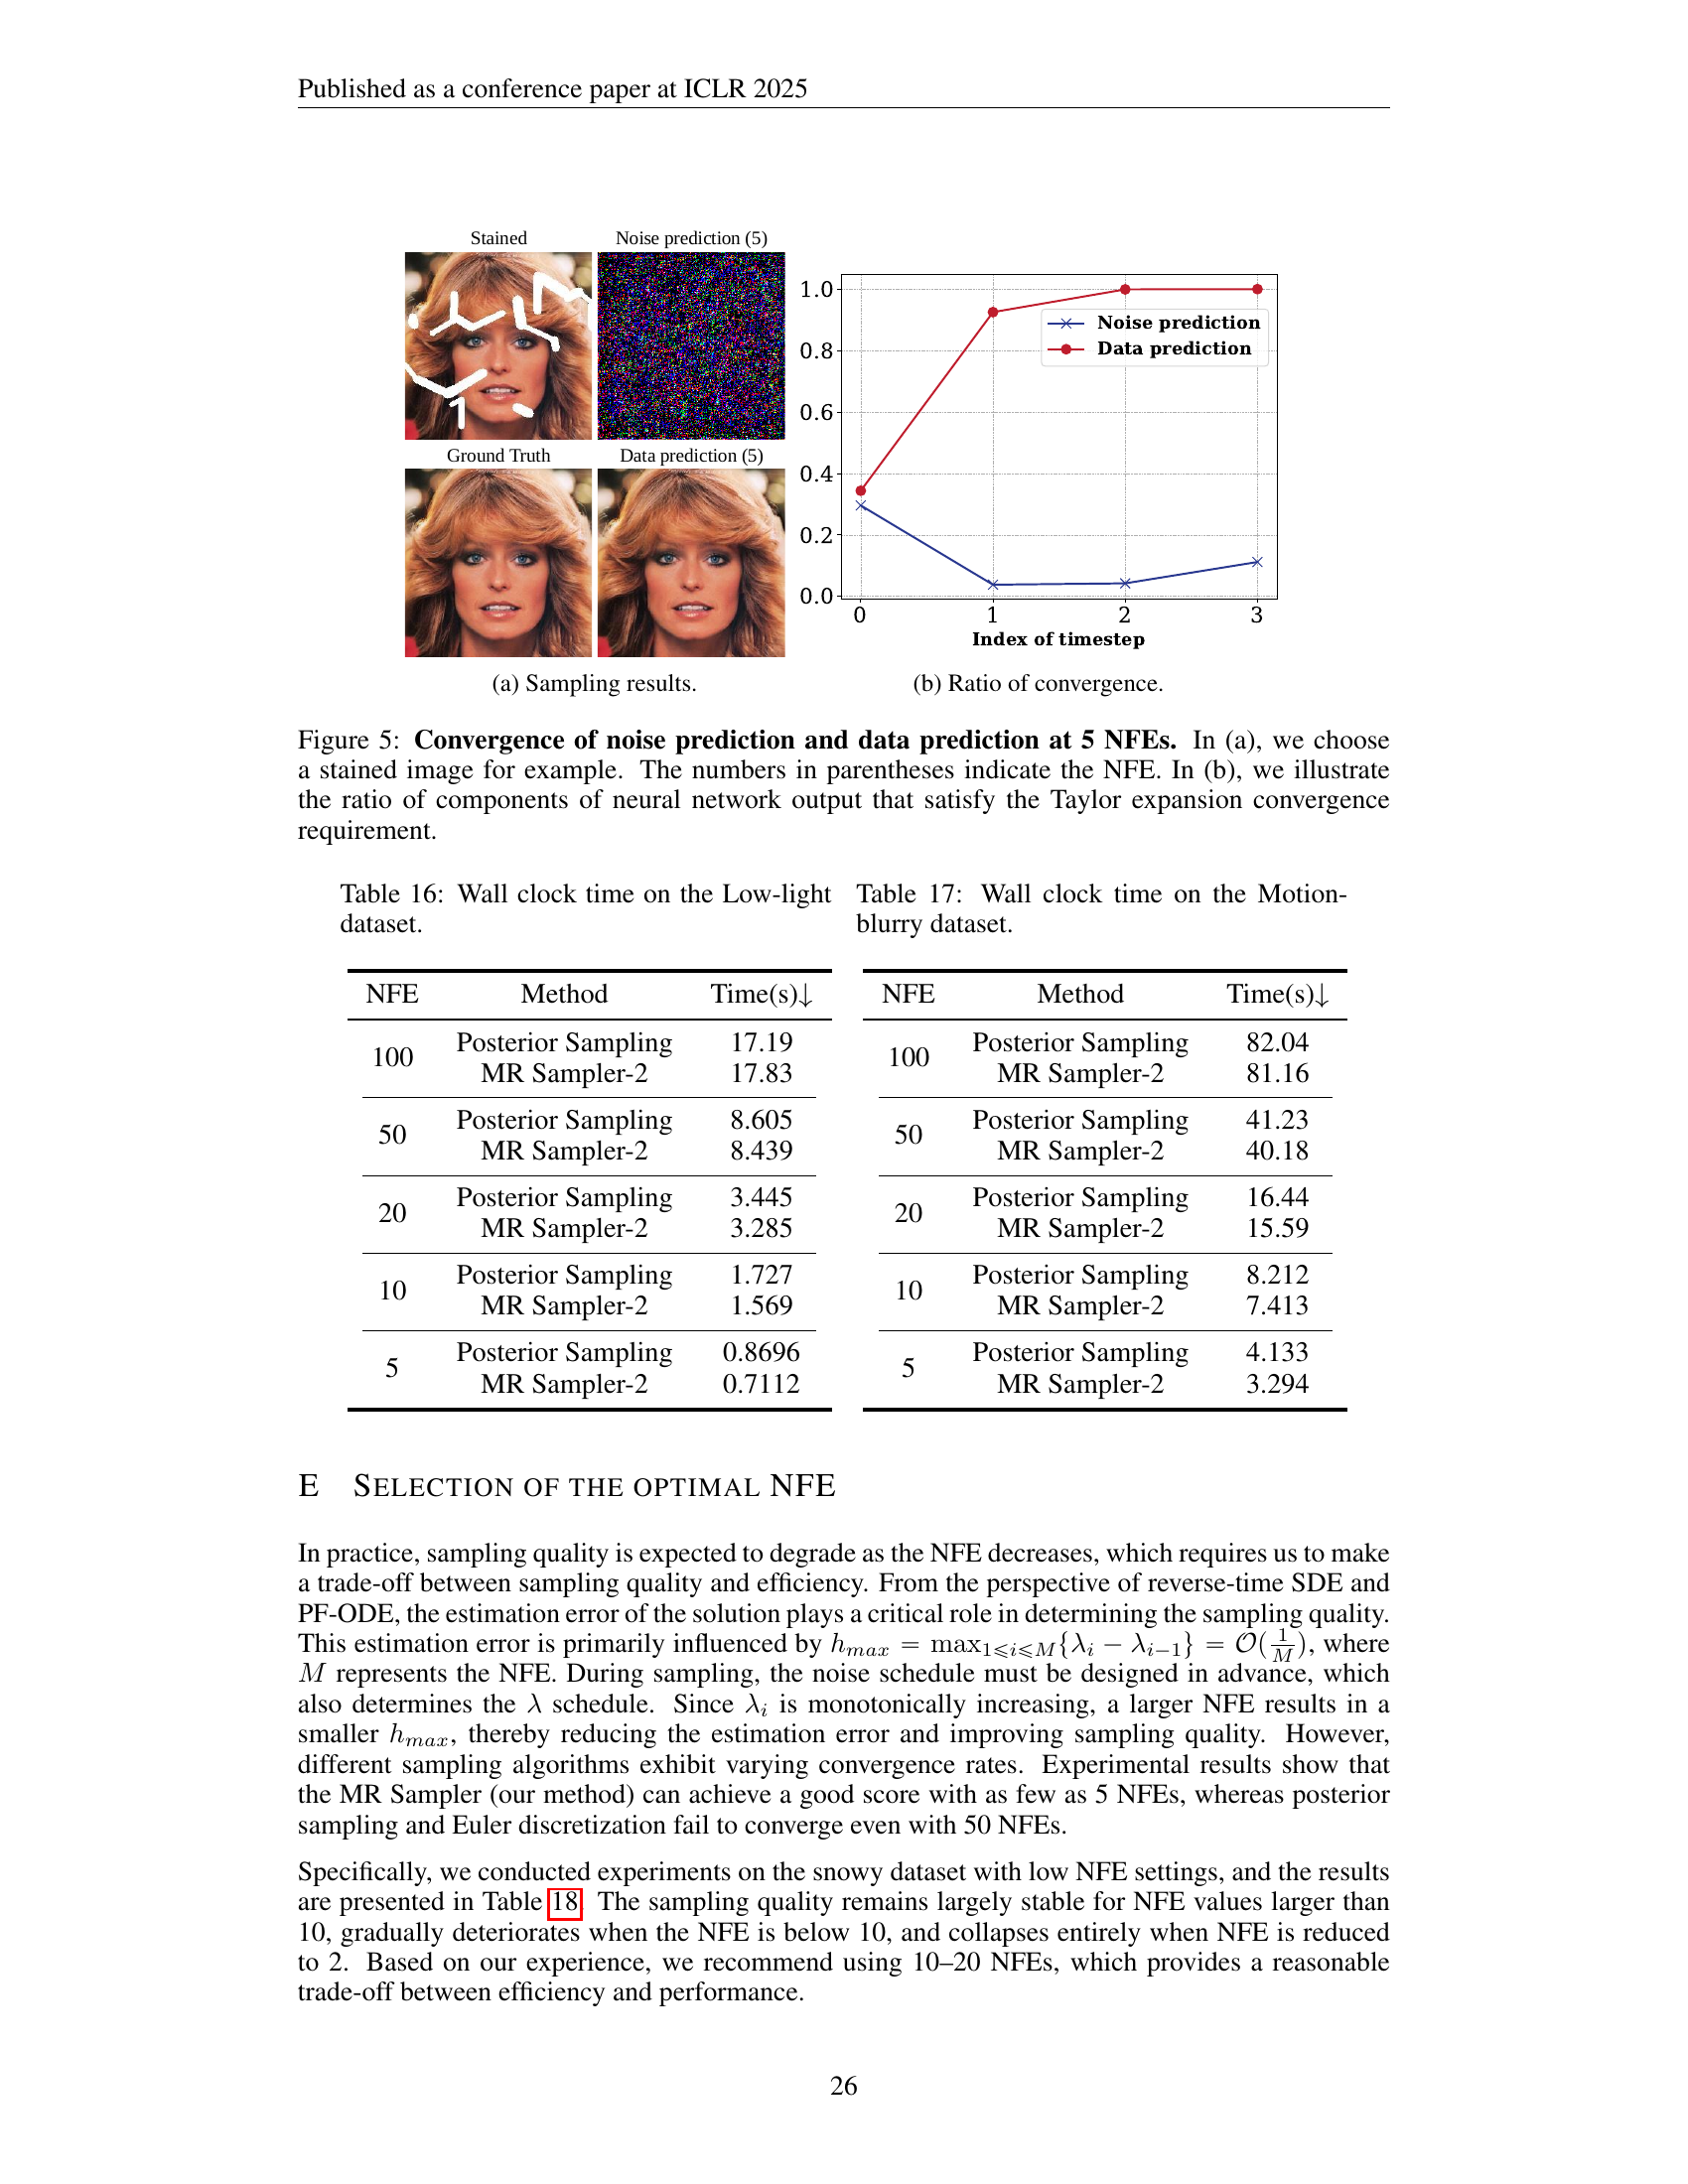 Published as a conference paper at ICLR 2025
Stained
Noise prediction (5)
Ground Truth
Data prediction (5)
(a) Sampling results.
1.0
0.8
0.6
0.4
0.2
0.0
0 1 2 3
Index of timestep
Noise prediction
Data prediction
(b) Ratio of convergence.
Figure 5: Convergence of noise prediction and data prediction at 5 NFEs. In (a), we choose
a stained image for example. The numbers in parentheses indicate the NFE. In (b), we illustrate
the ratio of components of neural network output that satisfy the Taylor expansion convergence
requirement.
Table 16: Wall clock time on the Low-light
dataset.
NFE Method Time(s)↓
100 Posterior Sampling 17.19
MR Sampler-2 17.83
50 Posterior Sampling 8.605
MR Sampler-2 8.439
20 Posterior Sampling 3.445
MR Sampler-2 3.285
10 Posterior Sampling 1.727
MR Sampler-2 1.569
5 Posterior Sampling 0.8696
MR Sampler-2 0.7112
Table 17: Wall clock time on the Motion-
blurry dataset.
NFE Method Time(s)↓
100 Posterior Sampling 82.04
MR Sampler-2 81.16
50 Posterior Sampling 41.23
MR Sampler-2 40.18
20 Posterior Sampling 16.44
MR Sampler-2 15.59
10 Posterior Sampling 8.212
MR Sampler-2 7.413
5 Posterior Sampling 4.133
MR Sampler-2 3.294
E SELECTION OF THE OPTIMAL NFE
In practice, sampling quality is expected to degrade as the NFE decreases, which requires us to make
a trade-off between sampling quality and efficiency. From the perspective of reverse-time SDE and
PF-ODE, the estimation error of the solution plays a critical role in determining the sampling quality.
This estimation error is primarily influenced by $h_{max} = \max_{1 \leqslant i \leqslant M}\{\lambda_i - \lambda_{i-1}\} = \mathcal{O}(\frac{1}{M})$, where
$M$ represents the NFE. During sampling, the noise schedule must be designed in advance, which
also determines the $\lambda$ schedule. Since $\lambda_i$ is monotonically increasing, a larger NFE results in a
smaller $h_{max}$, thereby reducing the estimation error and improving sampling quality. However,
different sampling algorithms exhibit varying convergence rates. Experimental results show that
the MR Sampler (our method) can achieve a good score with as few as 5 NFEs, whereas posterior
sampling and Euler discretization fail to converge even with 50 NFEs.
Specifically, we conducted experiments on the snowy dataset with low NFE settings, and the results
are presented in Table 18. The sampling quality remains largely stable for NFE values larger than
10, gradually deteriorates when the NFE is below 10, and collapses entirely when NFE is reduced
to 2. Based on our experience, we recommend using 10–20 NFEs, which provides a reasonable
trade-off between efficiency and performance.
26